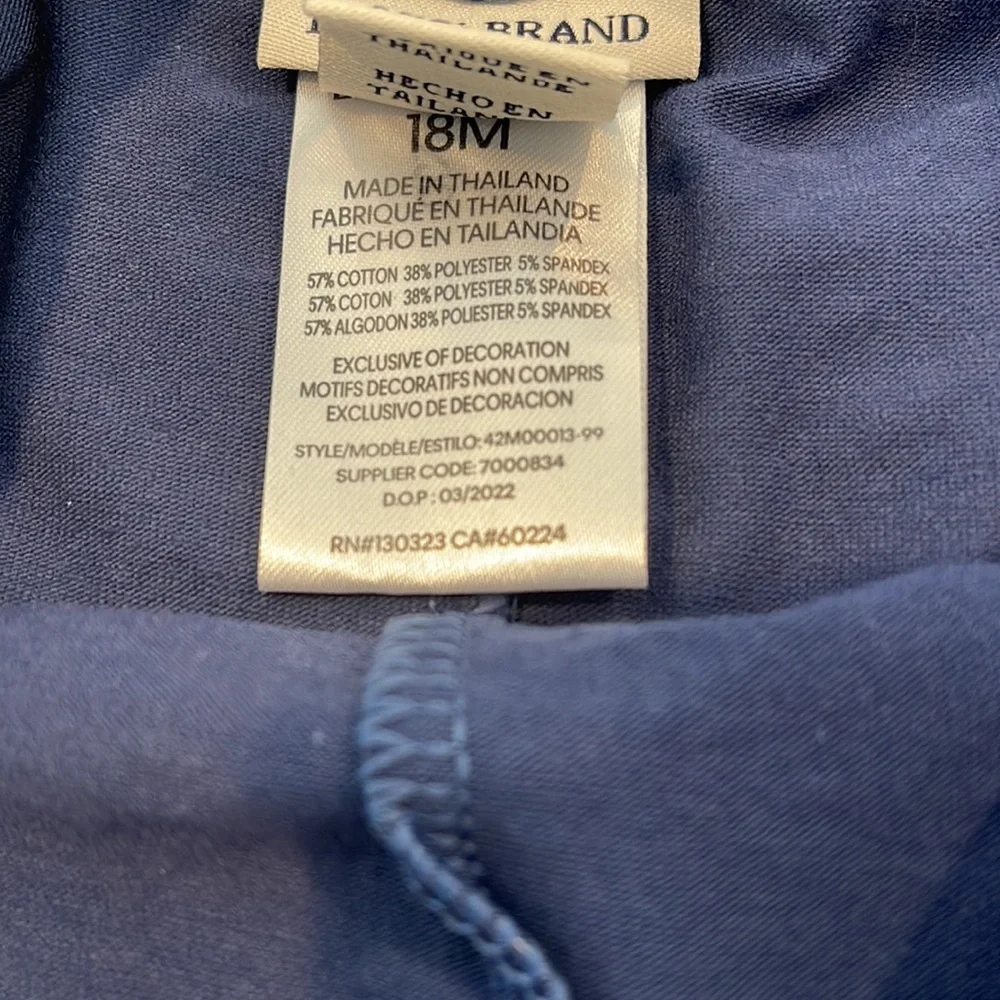 BRAND
THAILANDE
HECHO EN
18M
MADE IN THAILAND
FABRIQUÉ EN THAILANDE
HECHO EN TAILANDIA
57% COTTON 38% POLYESTER 5% SPANDEX
57% COTON 38% POLYESTER 5% SPANDEX
57% ALGODON 38% POLIESTER 5% SPANDEX
EXCLUSIVE OF DECORATION
MOTIFS DECORATIFS NON COMPRIS
EXCLUSIVO DE DECORACION
STYLE/MODÈLE/ESTILO: 42M00013-99
SUPPLIER CODE: 7000834
D.O.P : 03/2022
RN#130323 CA#60224